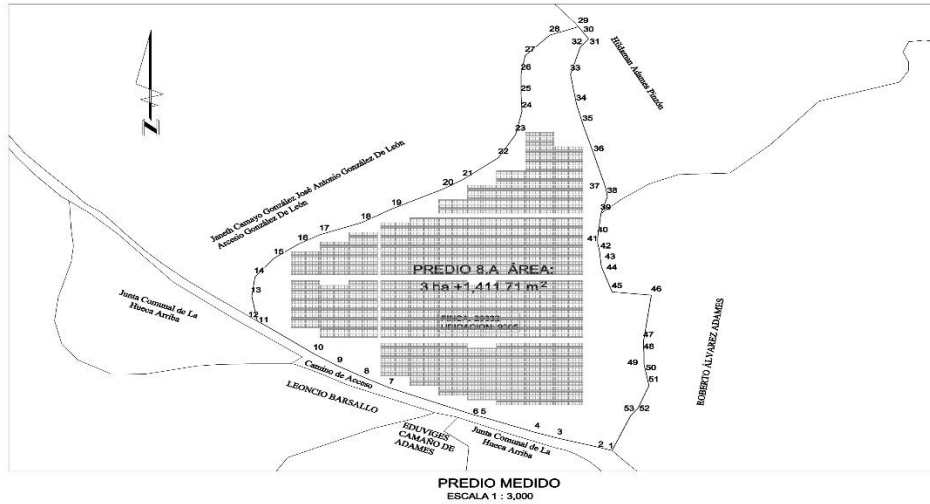 29
28
30
32
31
27
Hildaman Ádames Pinzón
26
33
25
34
24
35
23
36
22
Janeth Camayo González José Antonio González De León
Arcesio González De León
21
37
38
20
19
39
18
40
17
41
42
16
43
15
44
14
PREDIO 8.A ÁREA:
3 ha +1,411.71 m²
45
46
13
12
11
UBICACION:
Junta Comunal de La
Hueca Arriba
47
48
10
9
49
50
Camino de Acceso
8
51
7
ROBERTO ÁLVAREZ ADAMES
LEONCIO BARSALLO
6
5
53
52
4
3
EDUVIGES
CAMAÑO DE
ADAMES
Junta Comunal de La
Hueca Arriba
2
1
PREDIO MEDIDO
ESCALA 1 : 3,000